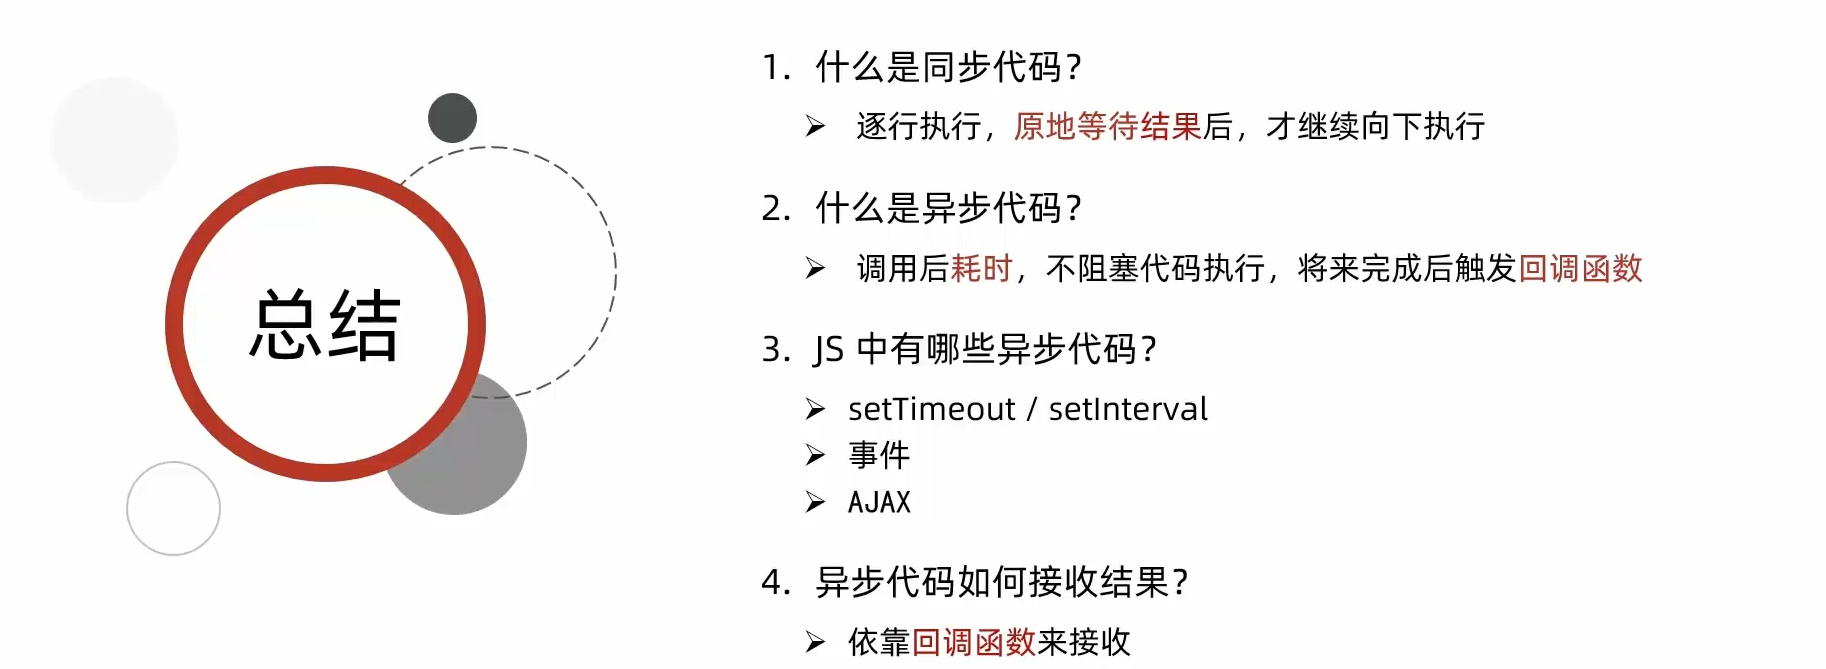 总结
1. 什么是同步代码？
➢ 逐行执行，原地等待结果后，才继续向下执行
2. 什么是异步代码？
➢ 调用后耗时，不阻塞代码执行，将来完成后触发回调函数
3. JS 中有哪些异步代码？
➢ setTimeout / setInterval
➢ 事件
➢ AJAX
4. 异步代码如何接收结果？
➢ 依靠回调函数来接收